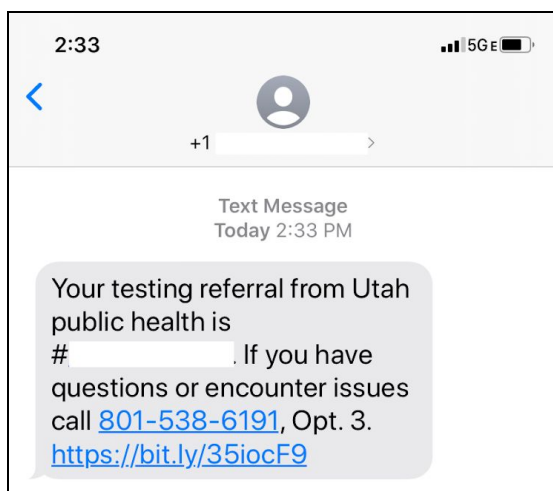 2:33
5GE
+1
Text Message
Today 2:33 PM
Your testing referral from Utah
public health is
#. If you have
questions or encounter issues
call 801-538-6191, Opt. 3.
https://bit.ly/35iocF9